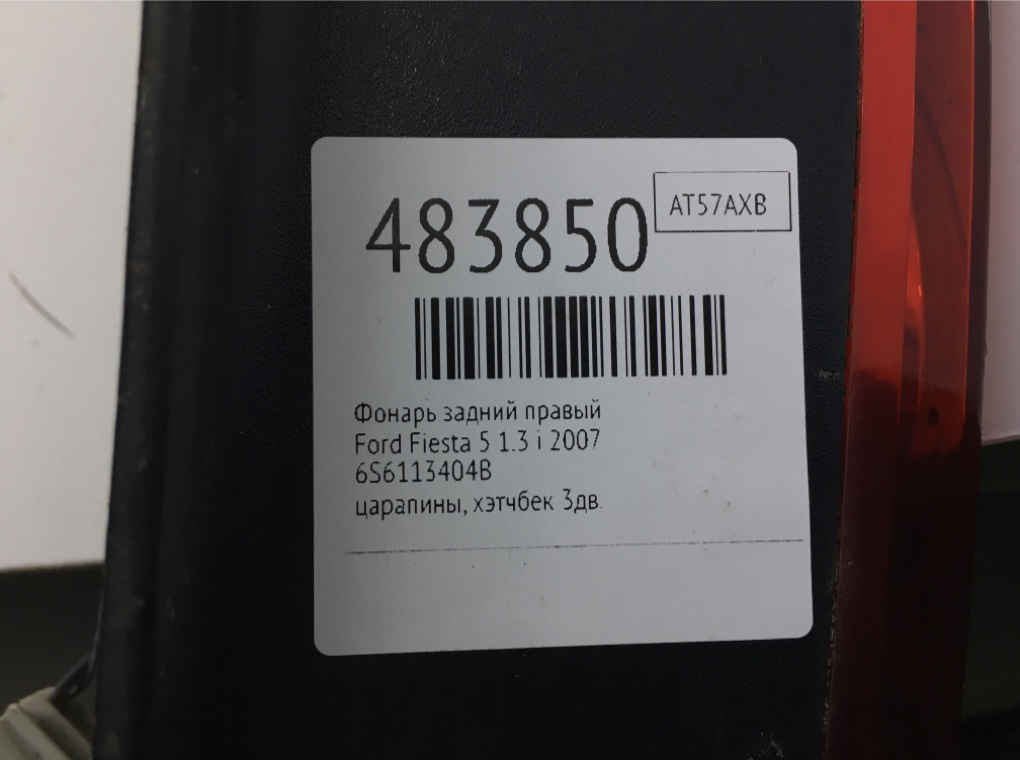 483850
AT57AXB
Фонарь задний правый
Ford Fiesta 5 1.3 i 2007
6S6113404B
царапины, хэтчбек 3дв.